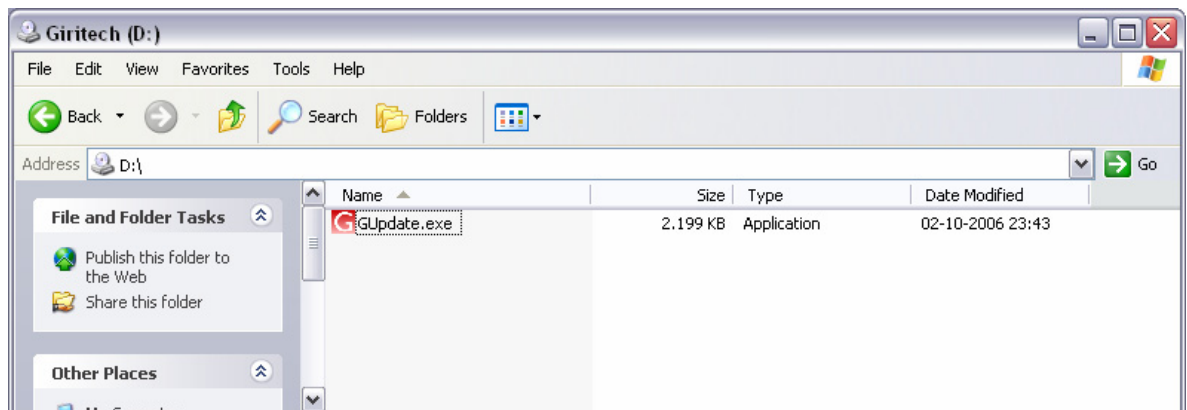 Giritech (D:)
File Edit View Favorites Tools Help
Back Search Folders
Address D:\ Go
Name Size Type Date Modified
File and Folder Tasks
GUpdate.exe 2.199 KB Application 02-10-2006 23:43
Publish this folder to
the Web
Share this folder
Other Places